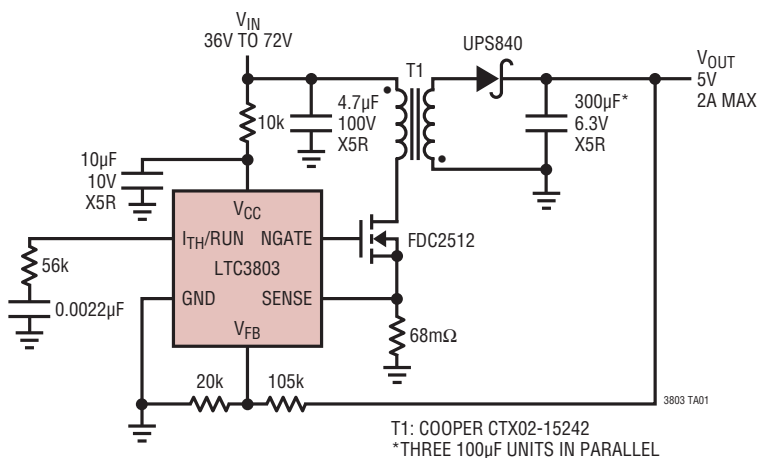 VIN
36V TO 72V
UPS840
T1
VOUT
5V
2A MAX
10k
4.7µF
100V
X5R
300µF*
6.3V
X5R
10µF
10V
X5R
VCC
ITH/RUN
NGATE
FDC2512
LTC3803
56k
GND
SENSE
0.0022µF
68mΩ
VFB
20k
105k
3803 TA01
T1: COOPER CTX02-15242
*THREE 100µF UNITS IN PARALLEL